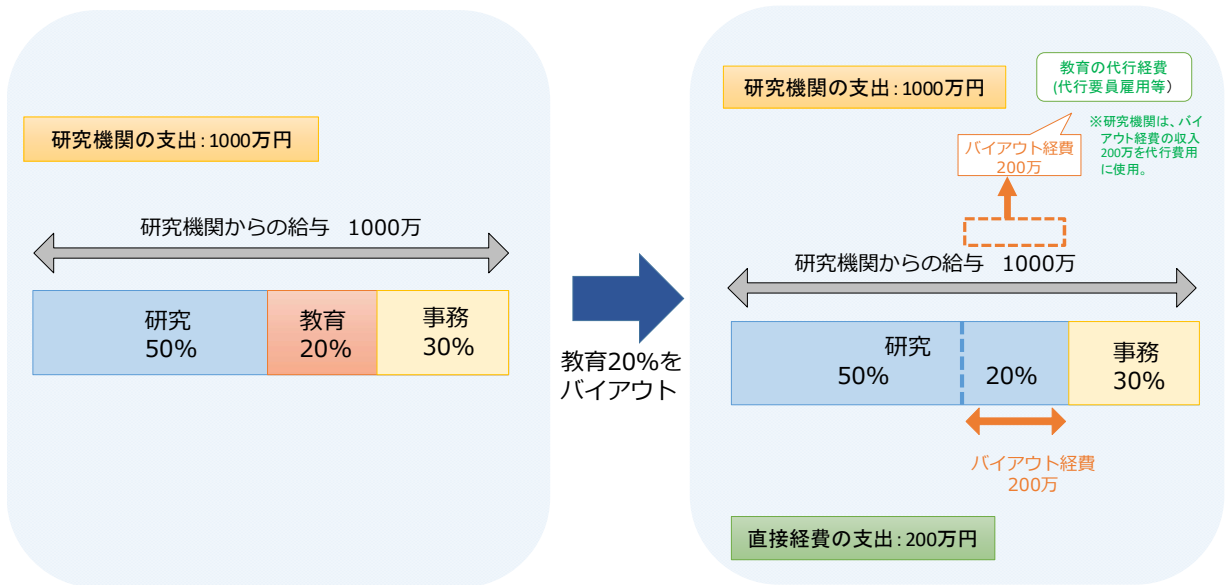 研究機関の支出:1000万円
研究機関からの給与 1000万
研究
50%
教育
20%
事務
30%
教育20%を
バイアウト
研究機関の支出:1000万円
教育の代行経費
(代行要員雇用等)
※研究機関は、バイ
アウト経費の収入
200万を代行費用
に使用。
バイアウト経費
200万
研究機関からの給与 1000万
研究
50%
20%
事務
30%
バイアウト経費
200万
直接経費の支出:200万円